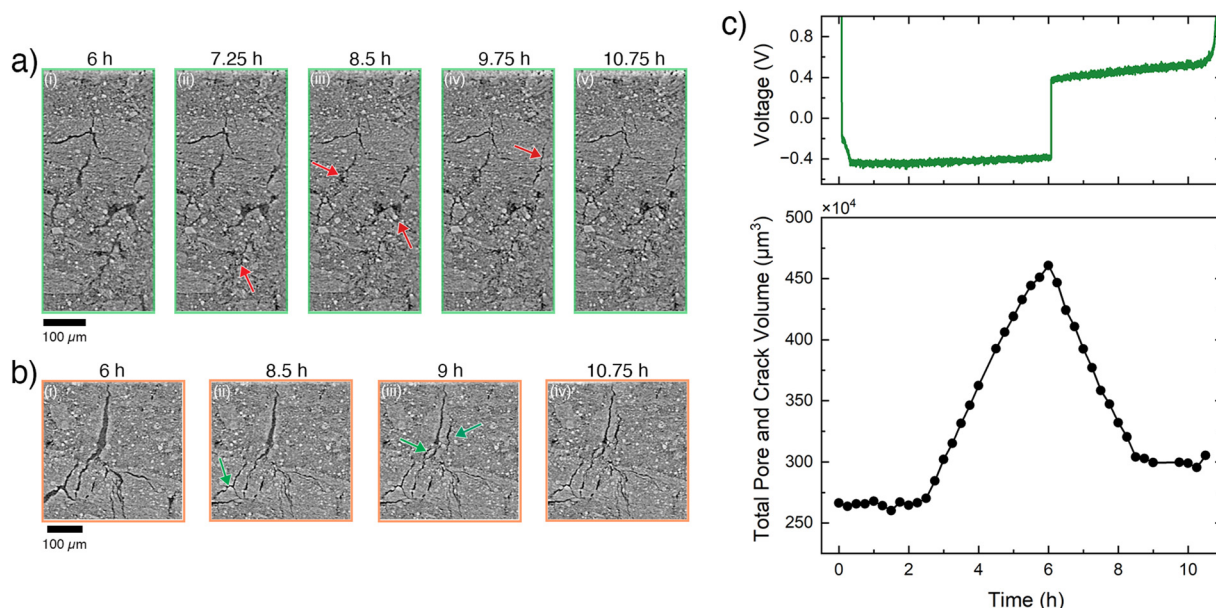 a)
6 h 7.25 h 8.5 h 9.75 h 10.75 h
(i) (ii) (iii) (iv) (v)
100 µm
b)
6 h 8.5 h 9 h 10.75 h
(i) (ii) (iii) (iv)
100 µm
c)
Voltage (V)
0.8
0.4
0.0
−0.4
×10⁴
Total Pore and Crack Volume (µm³)
500
450
400
350
300
250
0 2 4 6 8 10
Time (h)